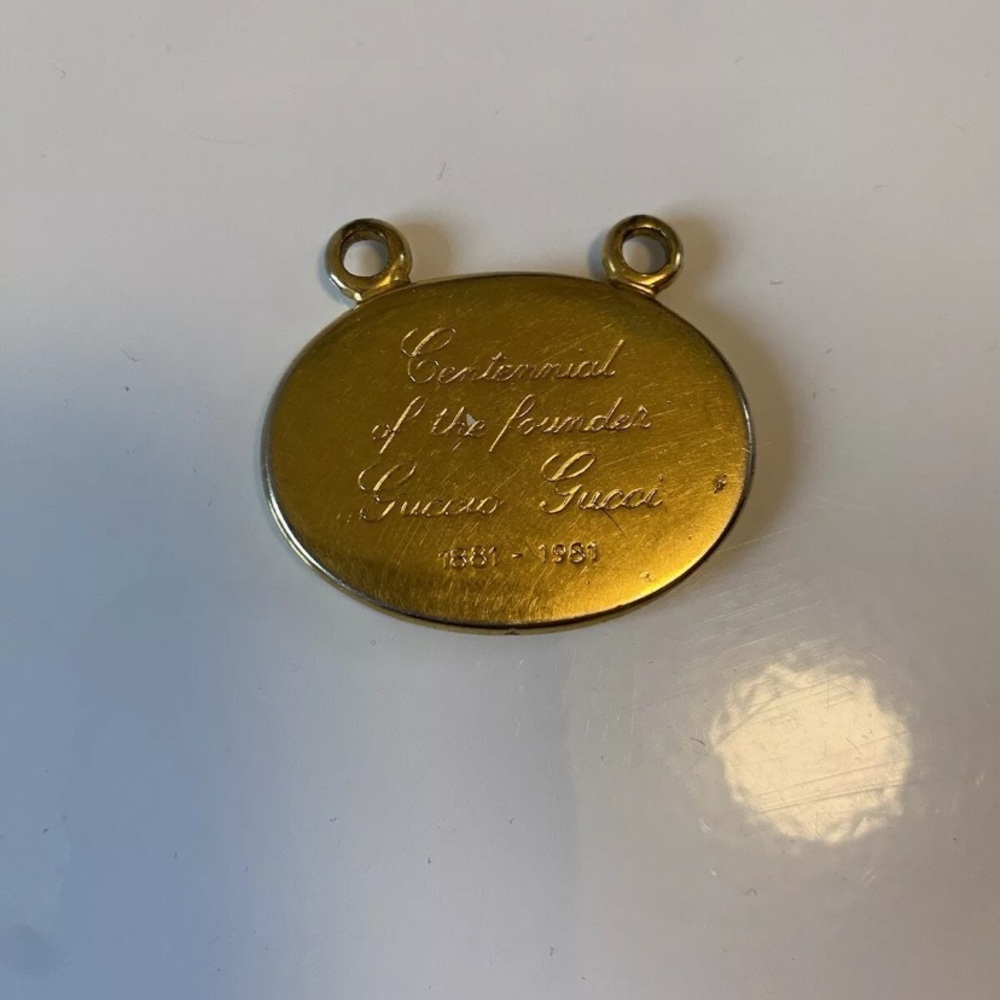 Centennial
of the founder
Guccio Gucci
1881 - 1981